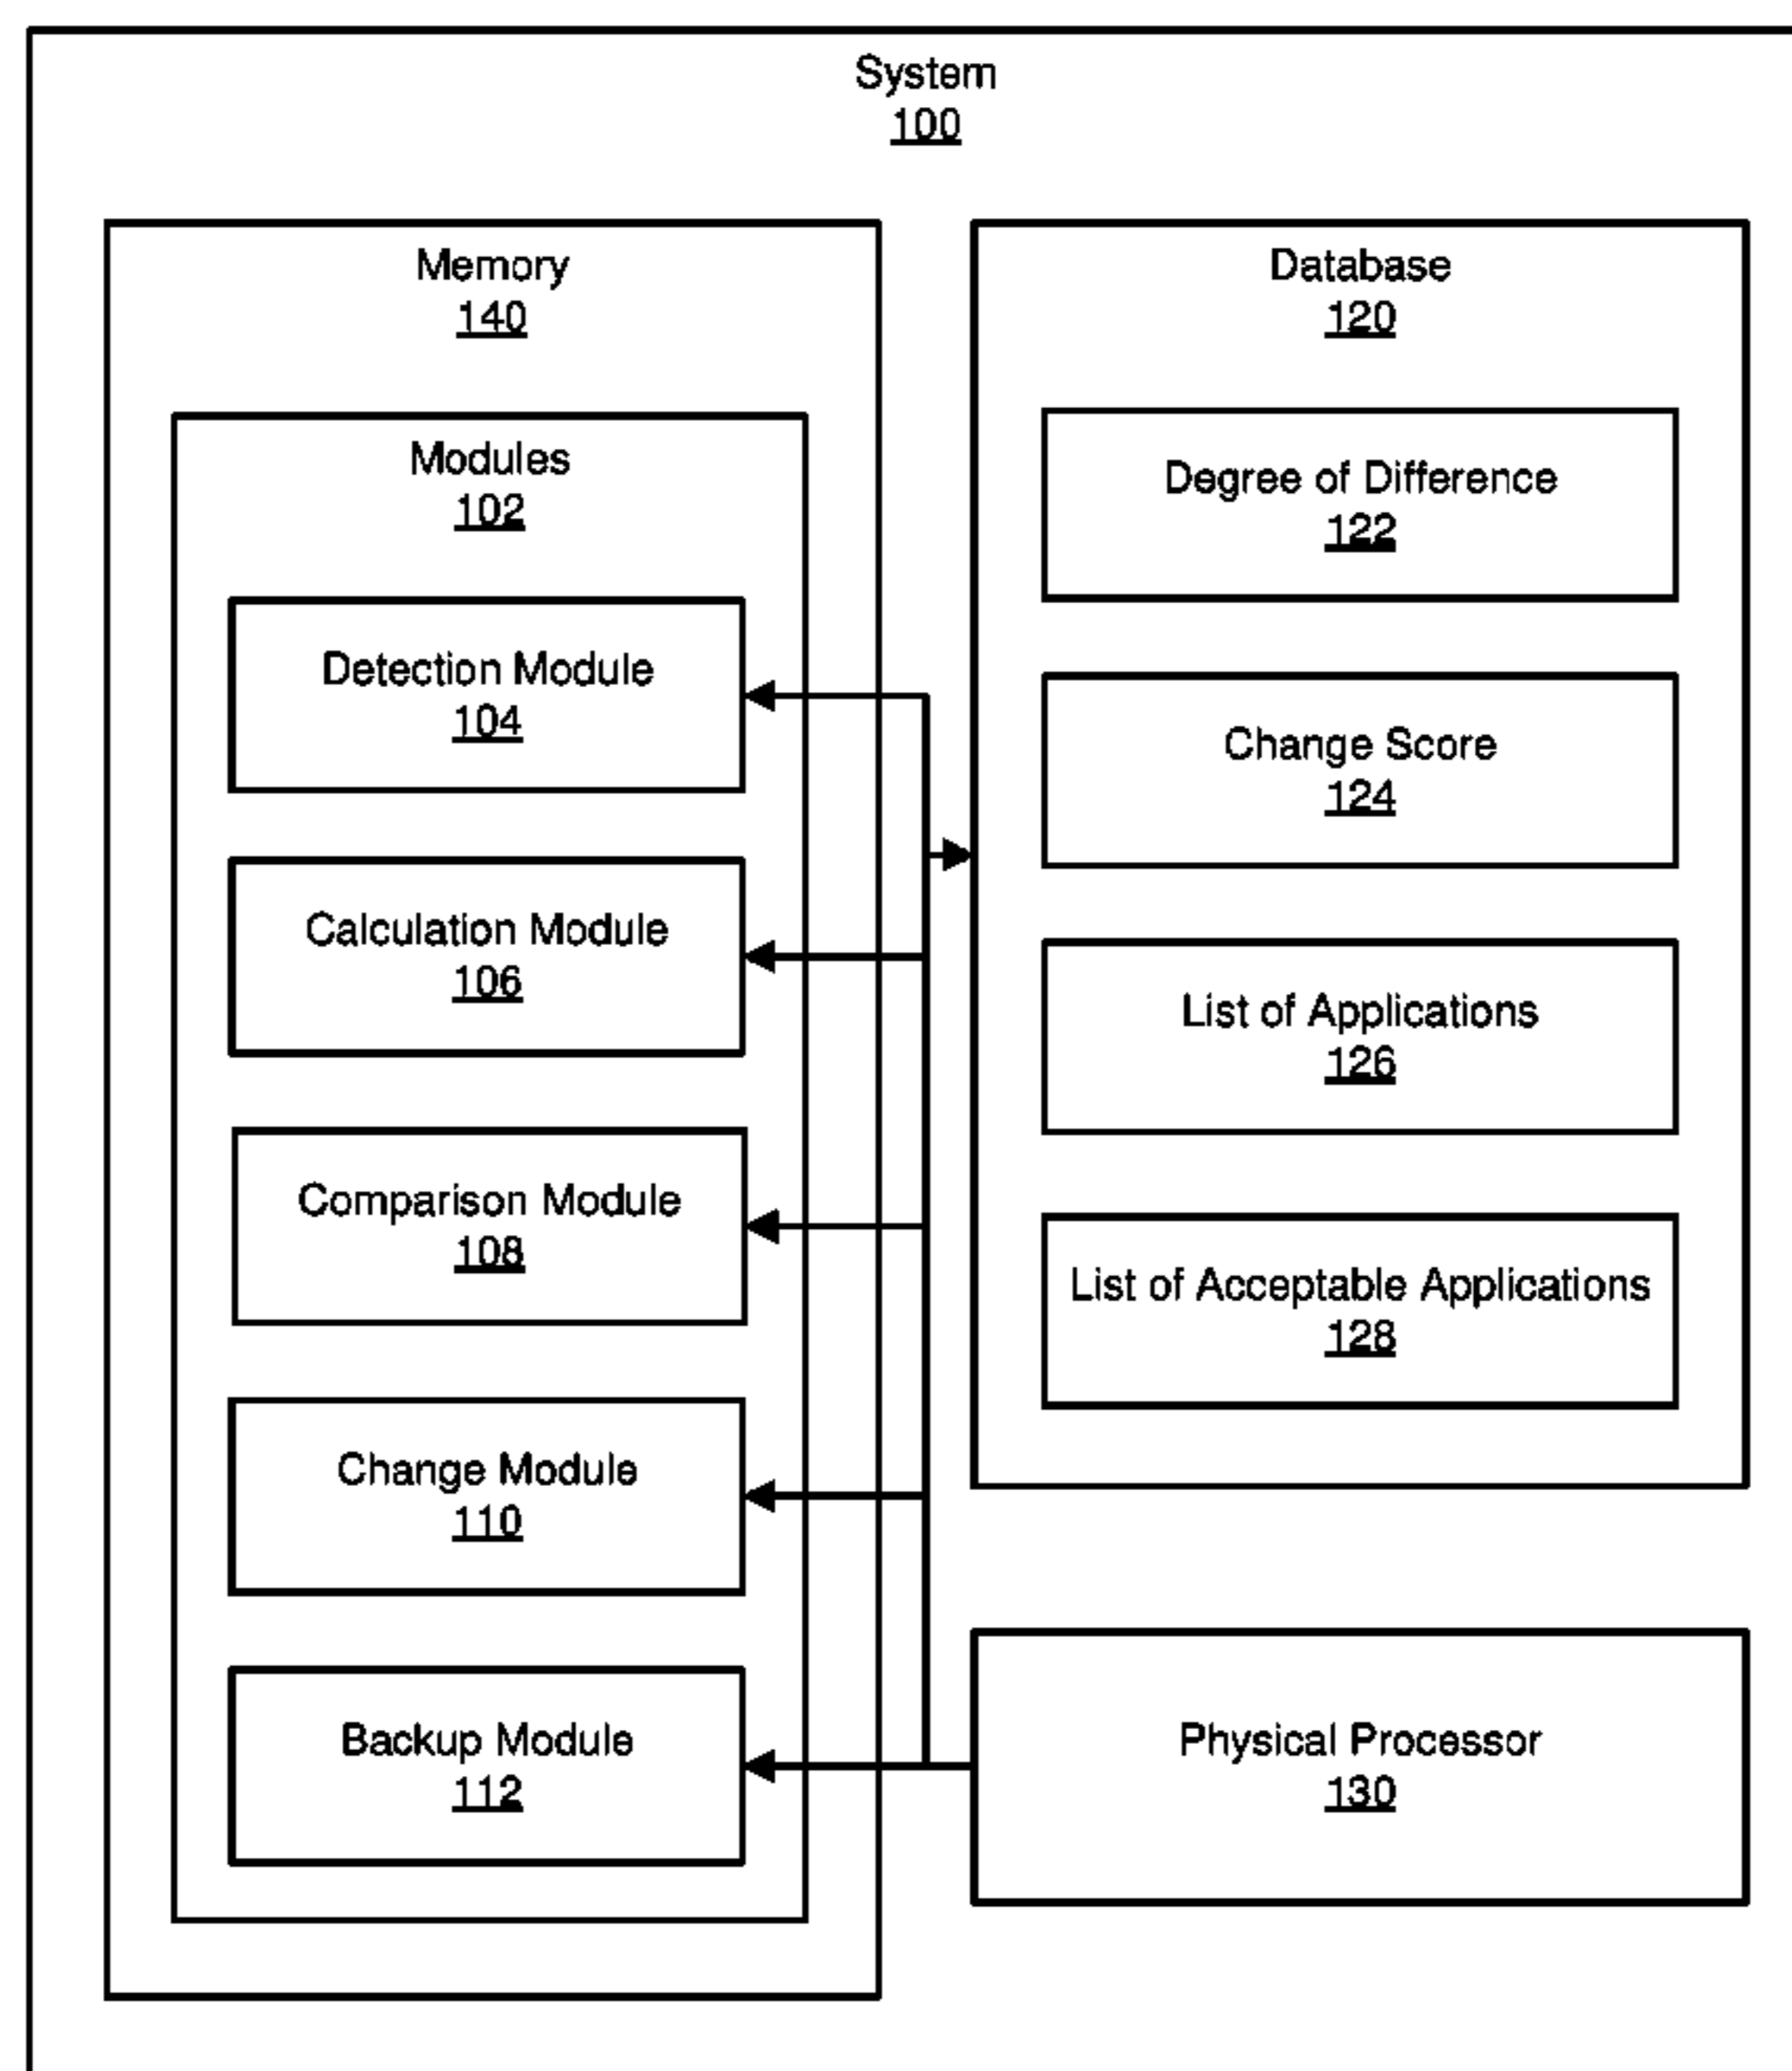 System
100
Memory
140
Modules
102
Detection Module
104
Calculation Module
106
Comparison Module
108
Change Module
110
Backup Module
112
Database
120
Degree of Difference
122
Change Score
124
List of Applications
126
List of Acceptable Applications
128
Physical Processor
130